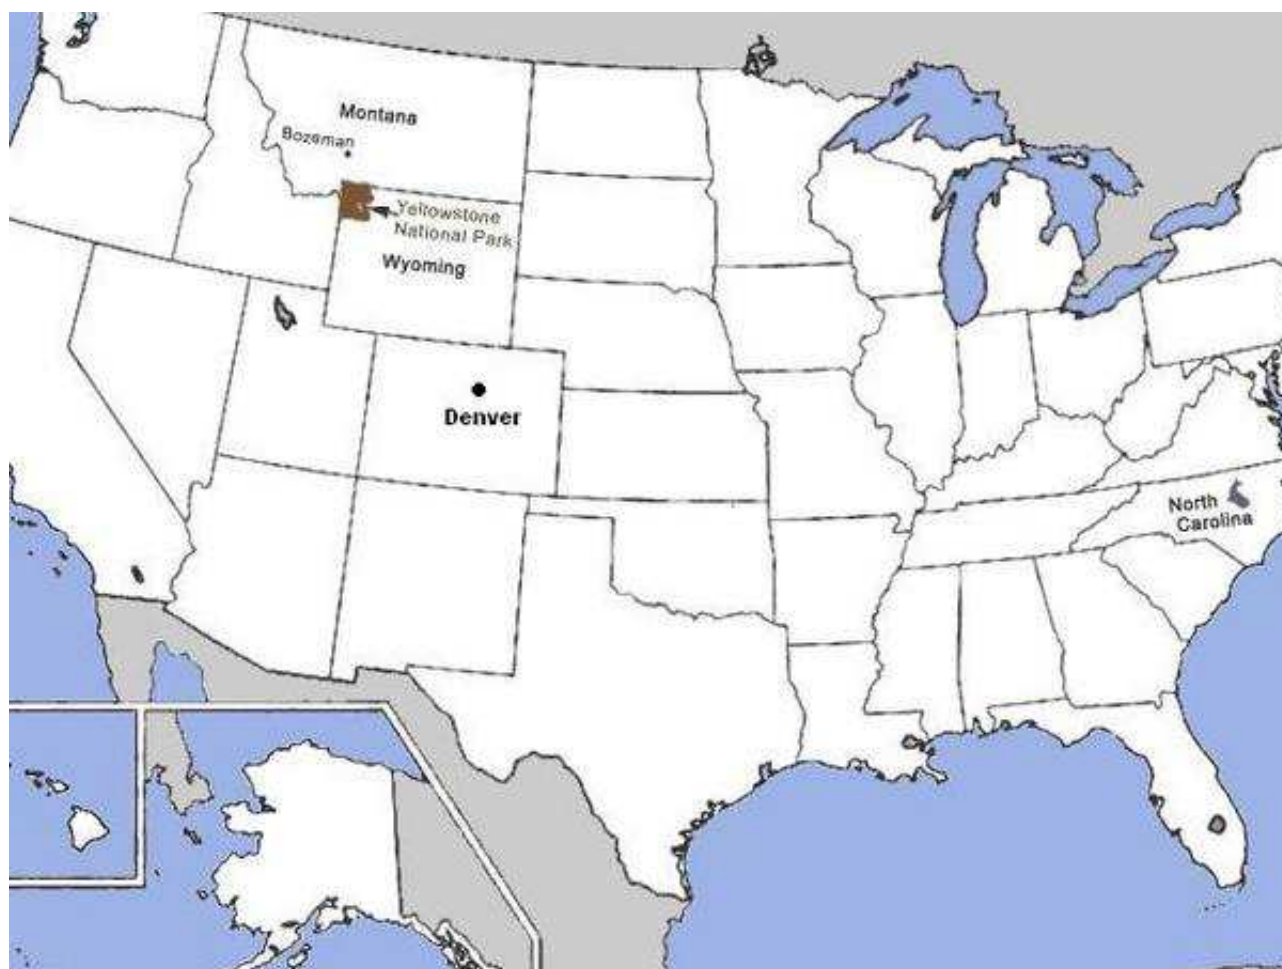 Montana
Bozeman
Yellowstone
National Park
Wyoming
Denver
North
Carolina